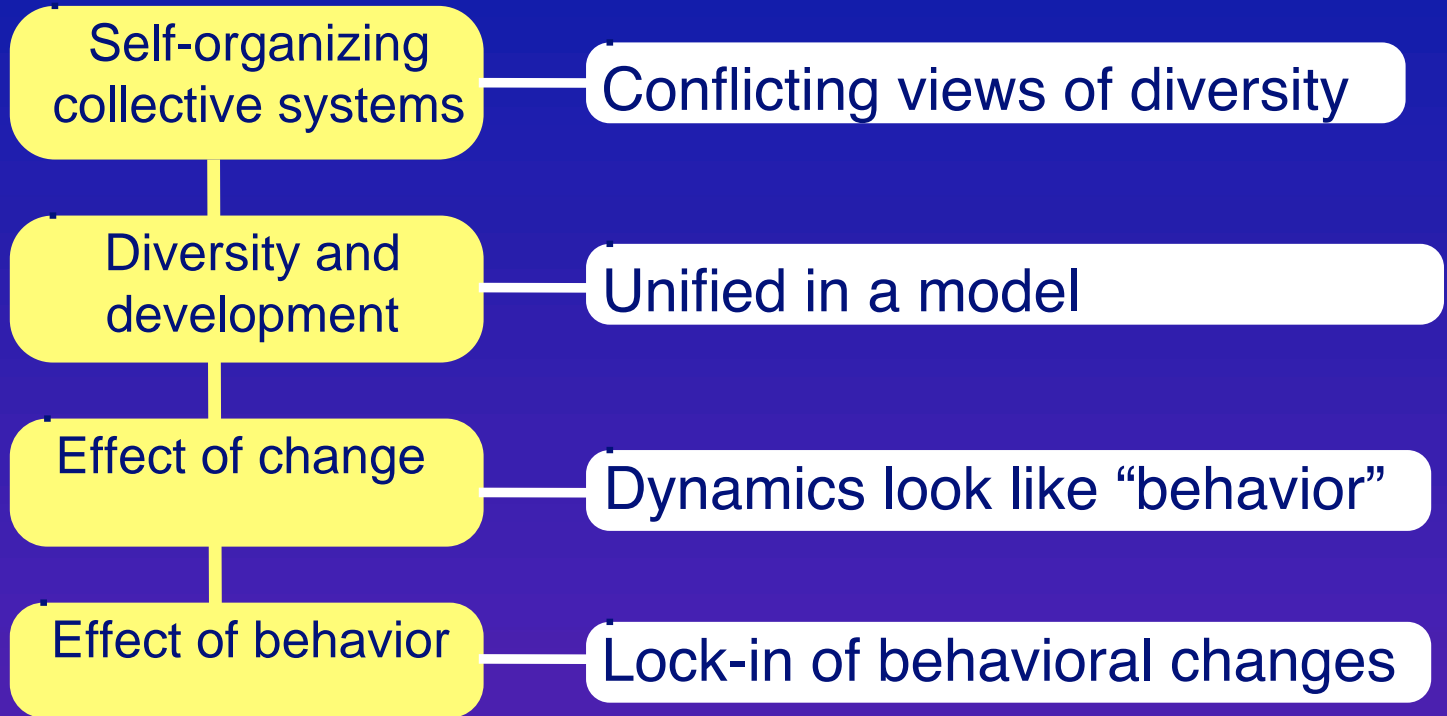 Self-organizing
collective systems
Conflicting views of diversity
Diversity and
development
Unified in a model
Effect of change
Dynamics look like “behavior”
Effect of behavior
Lock-in of behavioral changes